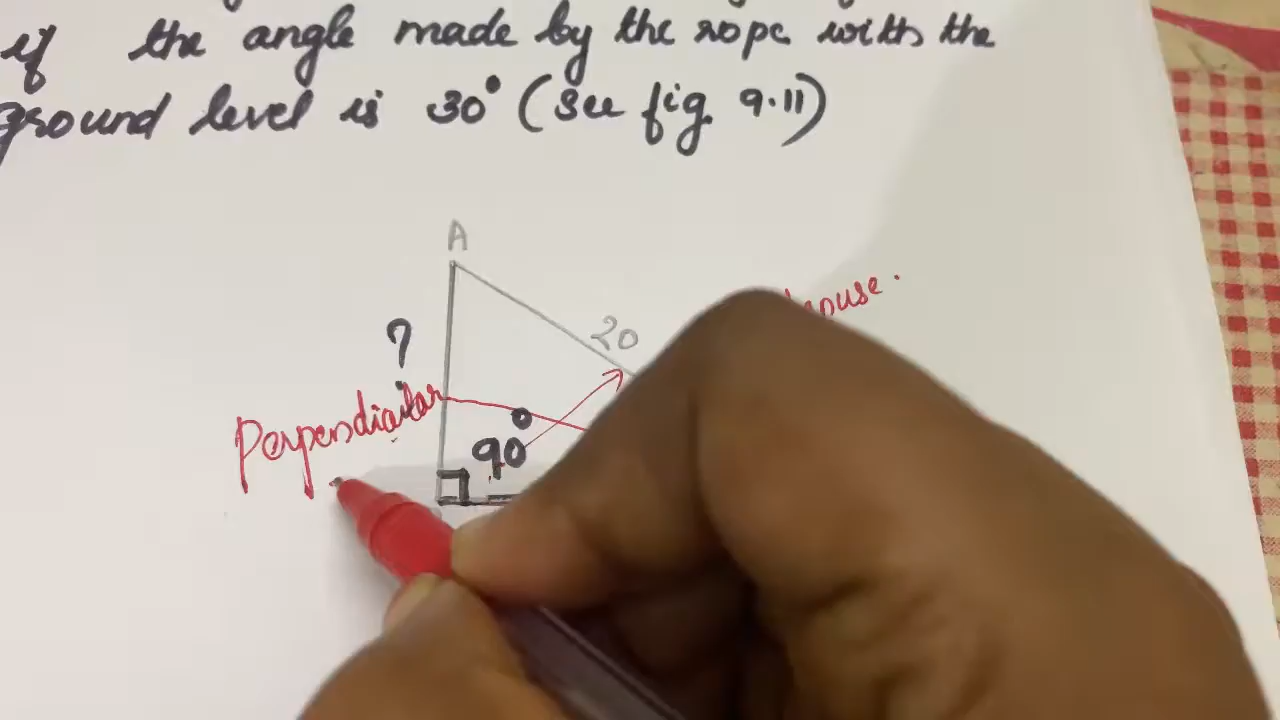 if the angle made by the rope with the
ground level is 30° (See fig 9.11)
A
?
20
Perpendicular
90°